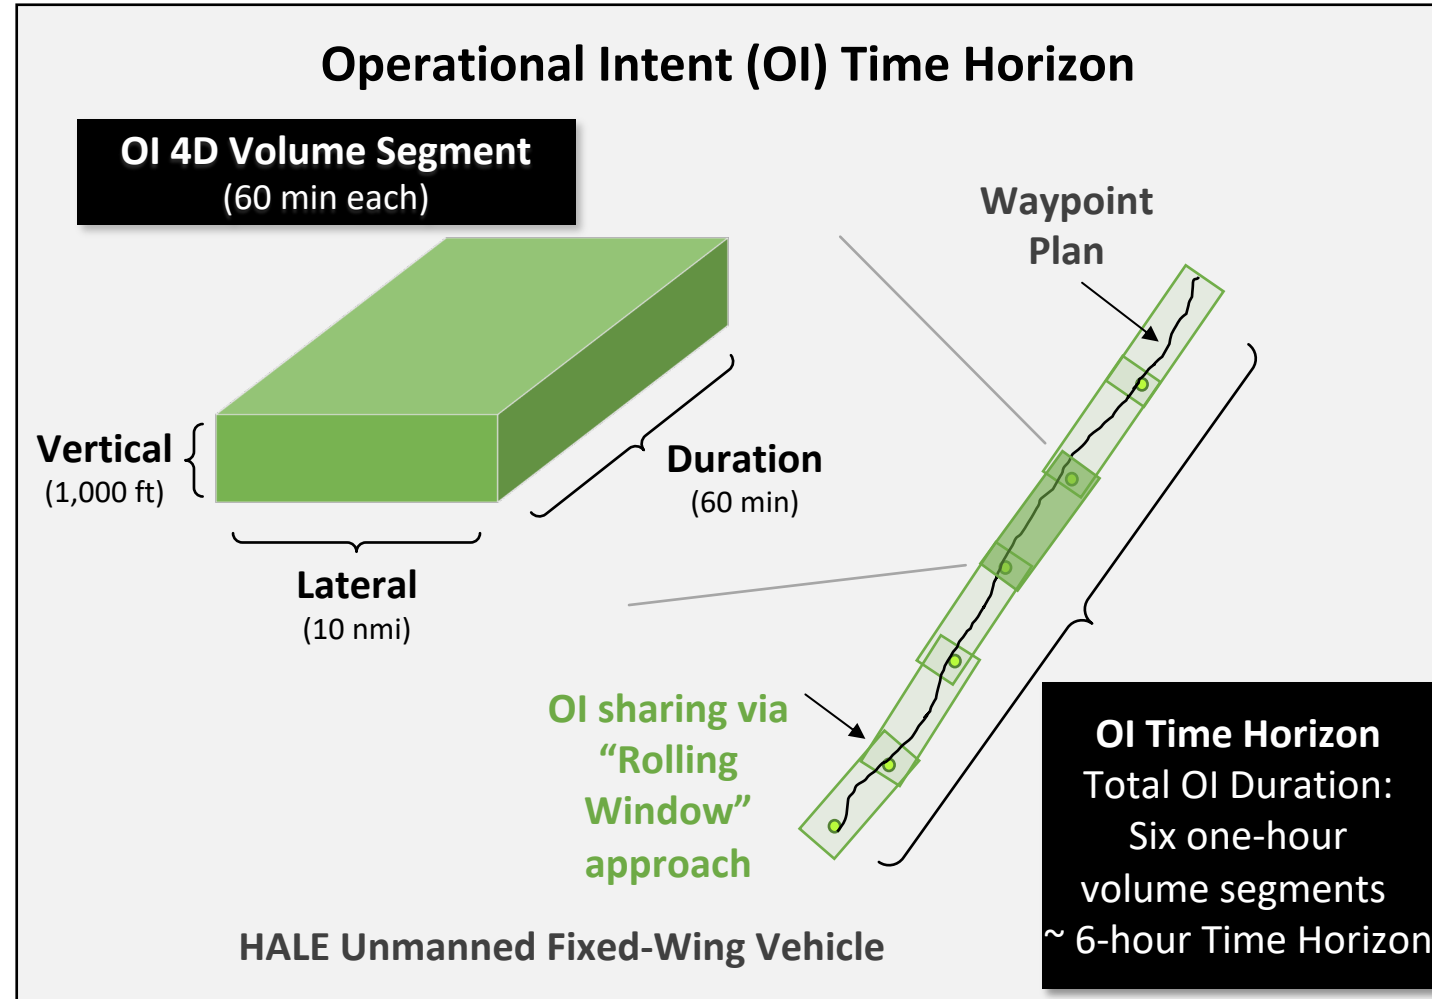 Operational Intent (OI) Time Horizon
OI 4D Volume Segment
(60 min each)
Waypoint
Plan
Vertical
(1,000 ft)
Duration
(60 min)
Lateral
(10 nmi)
OI sharing via
“Rolling
Window”
approach
OI Time Horizon
Total OI Duration:
Six one-hour
volume segments
~ 6-hour Time Horizon
HALE Unmanned Fixed-Wing Vehicle